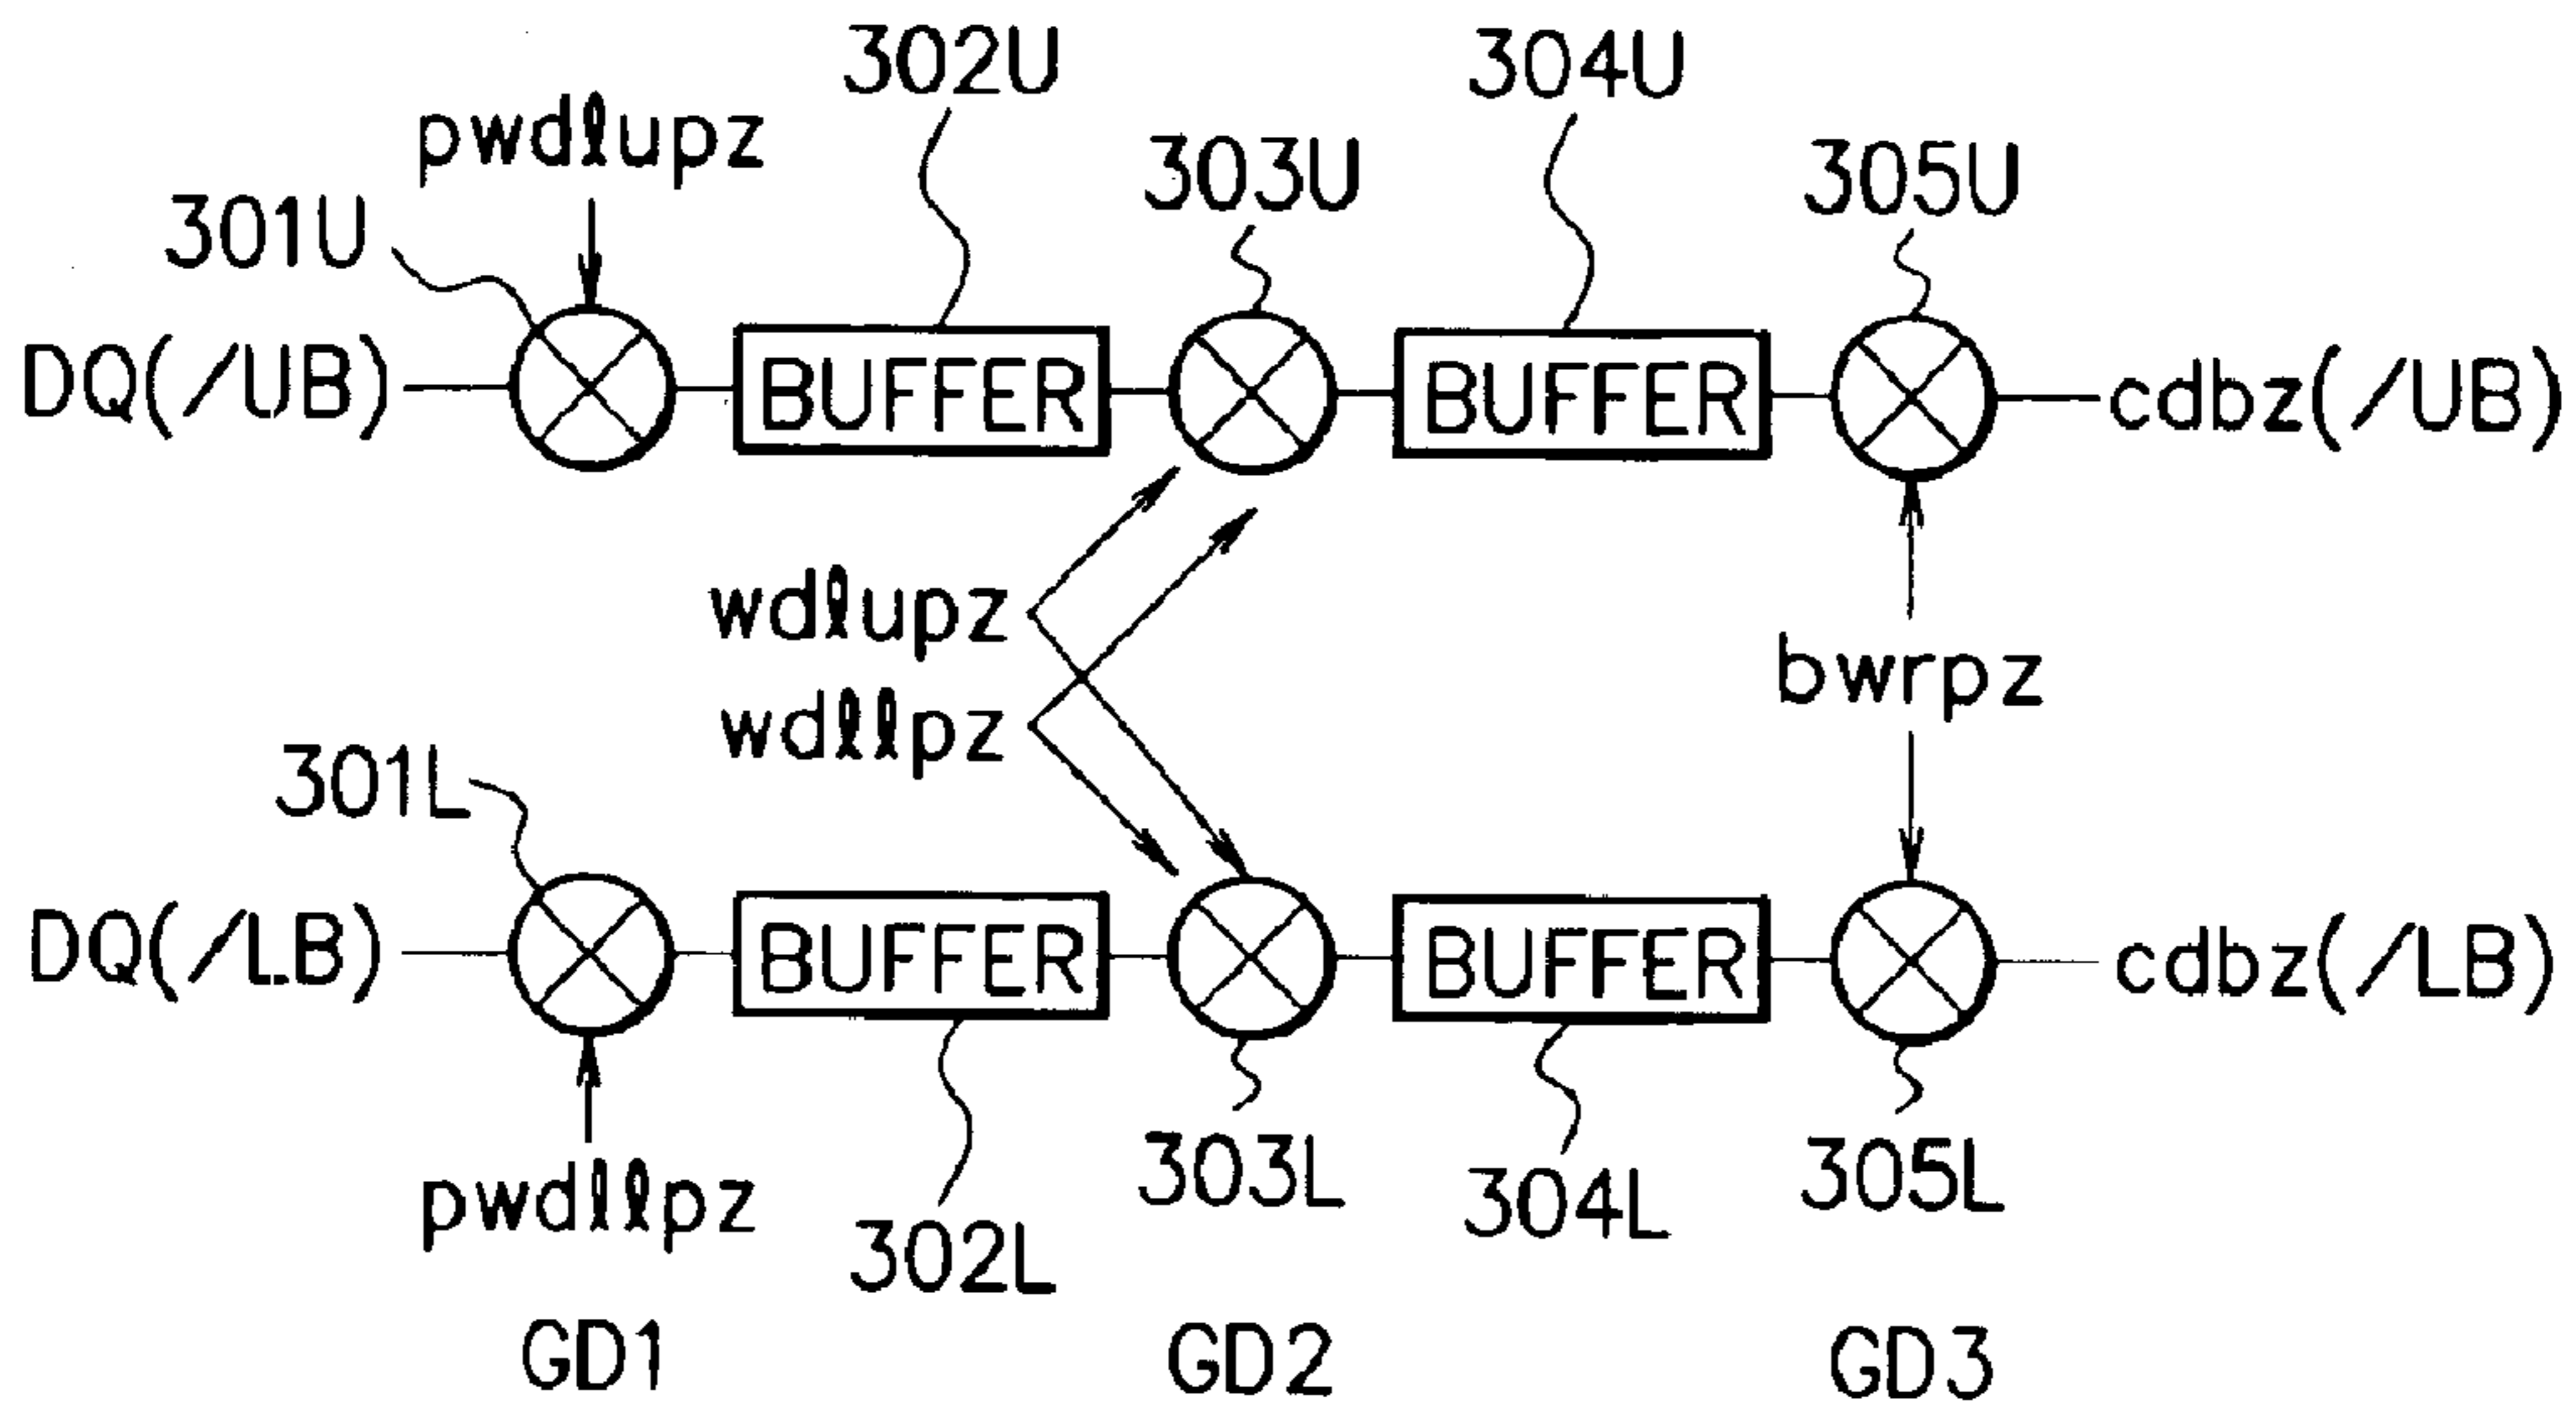 302U
304U
pwdℓupz
303U
305U
301U
DQ(/UB)
BUFFER
BUFFER
cdbz(/UB)
wdℓupz
bwrpz
wdℓℓpz
301L
DQ(/LB)
BUFFER
BUFFER
cdbz(/LB)
pwdℓℓpz
303L
304L
305L
302L
GD1
GD2
GD3